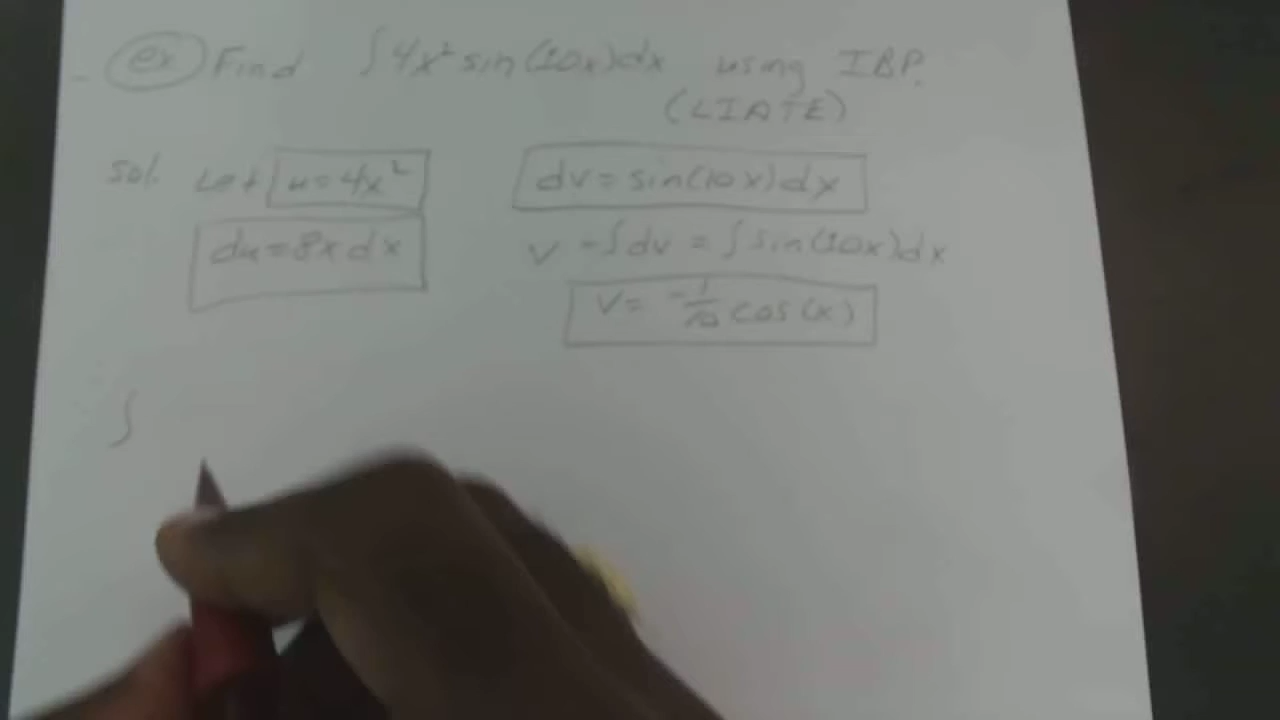 ex Find ∫ 4x² sin(10x)dx using IBP.
(LIATE)
sol. Let u = 4x² dv = sin(10x)dx
du = 8x dx v = ∫dv = ∫ sin(10x)dx
v = -1/10 cos(x)
∫